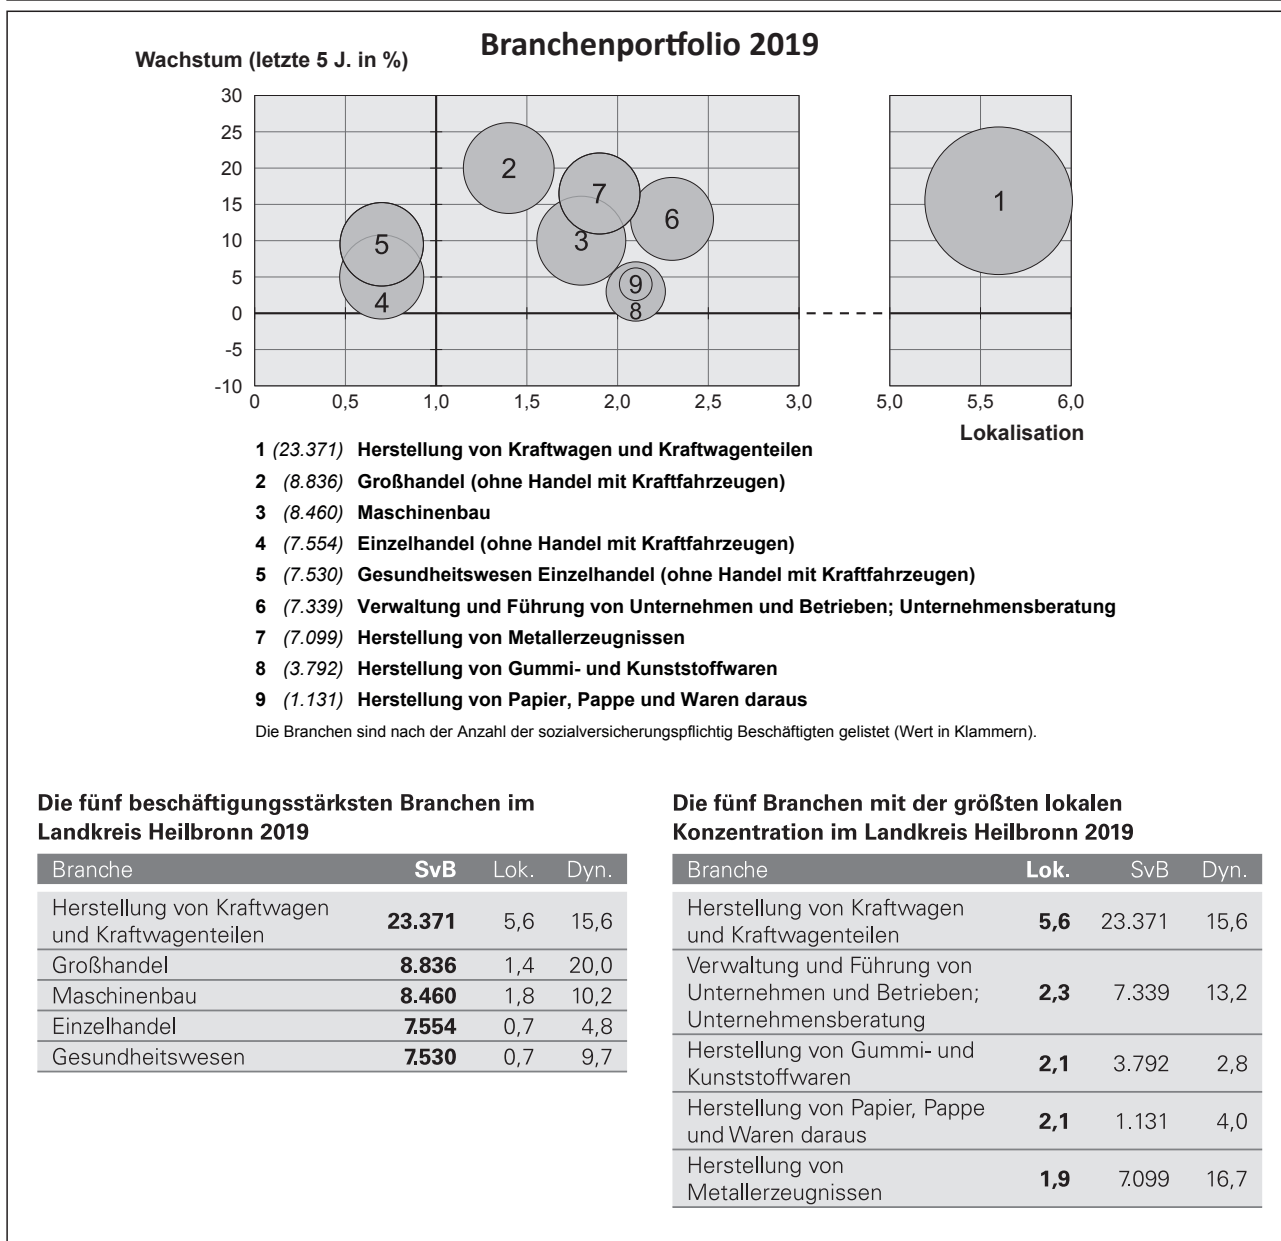 Branchenportfolio 2019
Wachstum (letzte 5 J. in %)
30
25
20
15
10
5
0
-5
-10
0 0,5 1,0 1,5 2,0 2,5 3,0 5,0 5,5 6,0
Lokalisation
2
7
6
3
5
4
9
8
1
1 (23.371) Herstellung von Kraftwagen und Kraftwagenteilen
2 (8.836) Großhandel (ohne Handel mit Kraftfahrzeugen)
3 (8.460) Maschinenbau
4 (7.554) Einzelhandel (ohne Handel mit Kraftfahrzeugen)
5 (7.530) Gesundheitswesen Einzelhandel (ohne Handel mit Kraftfahrzeugen)
6 (7.339) Verwaltung und Führung von Unternehmen und Betrieben; Unternehmensberatung
7 (7.099) Herstellung von Metallerzeugnissen
8 (3.792) Herstellung von Gummi- und Kunststoffwaren
9 (1.131) Herstellung von Papier, Pappe und Waren daraus
Die Branchen sind nach der Anzahl der sozialversicherungspflichtig Beschäftigten gelistet (Wert in Klammern).
Die fünf beschäftigungsstärksten Branchen im
Landkreis Heilbronn 2019
Branche SvB Lok. Dyn.
Herstellung von Kraftwagen
und Kraftwagenteilen 23.371 5,6 15,6
Großhandel 8.836 1,4 20,0
Maschinenbau 8.460 1,8 10,2
Einzelhandel 7.554 0,7 4,8
Gesundheitswesen 7.530 0,7 9,7
Die fünf Branchen mit der größten lokalen
Konzentration im Landkreis Heilbronn 2019
Branche Lok. SvB Dyn.
Herstellung von Kraftwagen
und Kraftwagenteilen 5,6 23.371 15,6
Verwaltung und Führung von
Unternehmen und Betrieben; 2,3 7.339 13,2
Unternehmensberatung
Herstellung von Gummi- und
Kunststoffwaren 2,1 3.792 2,8
Herstellung von Papier, Pappe
und Waren daraus 2,1 1.131 4,0
Herstellung von
Metallerzeugnissen 1,9 7.099 16,7